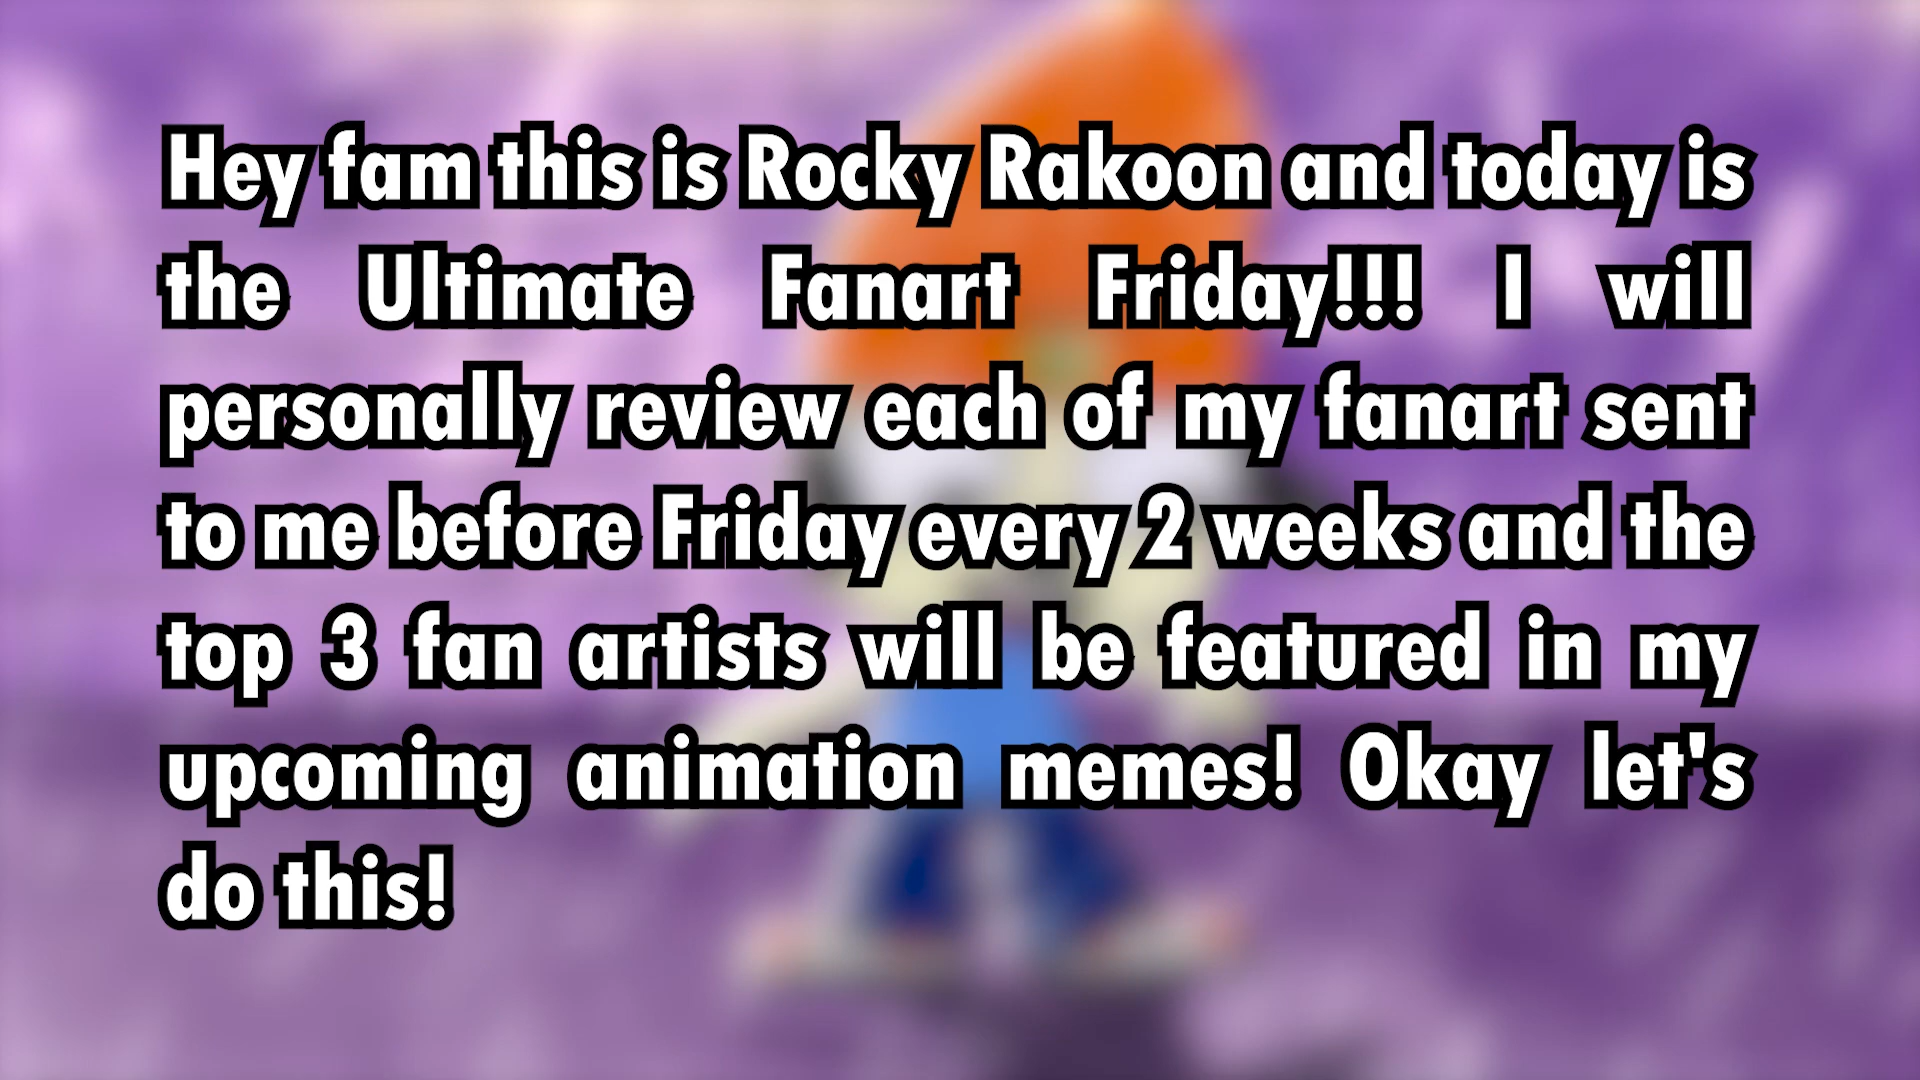 Hey fam this is Rocky Rakoon and today is
the Ultimate Fanart Friday!!! I will
personally review each of my fanart sent
to me before Friday every 2 weeks and the
top 3 fan artists will be featured in my
upcoming animation memes! Okay let's
do this!